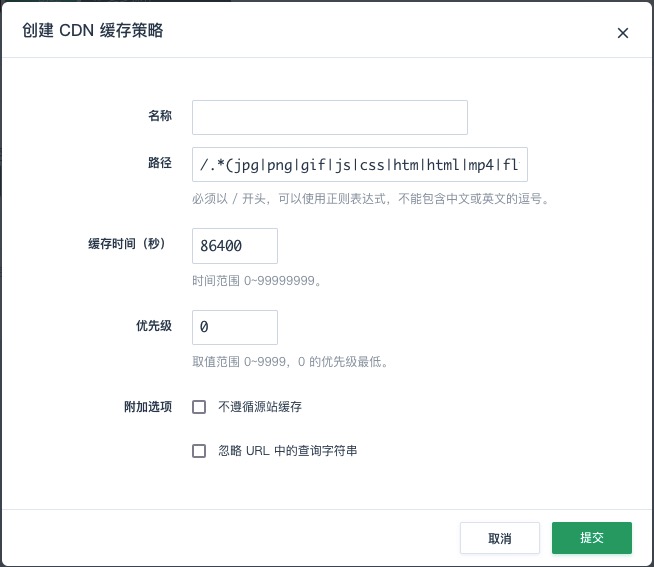 创建 CDN 缓存策略
名称
路径
/.*(jpg|png|gif|js|css|htm|html|mp4|fl
必须以 / 开头，可以使用正则表达式，不能包含中文或英文的逗号。
缓存时间（秒）
86400
时间范围 0~99999999。
优先级
0
取值范围 0~9999，0 的优先级最低。
附加选项
不遵循源站缓存
忽略 URL 中的查询字符串
取消
提交